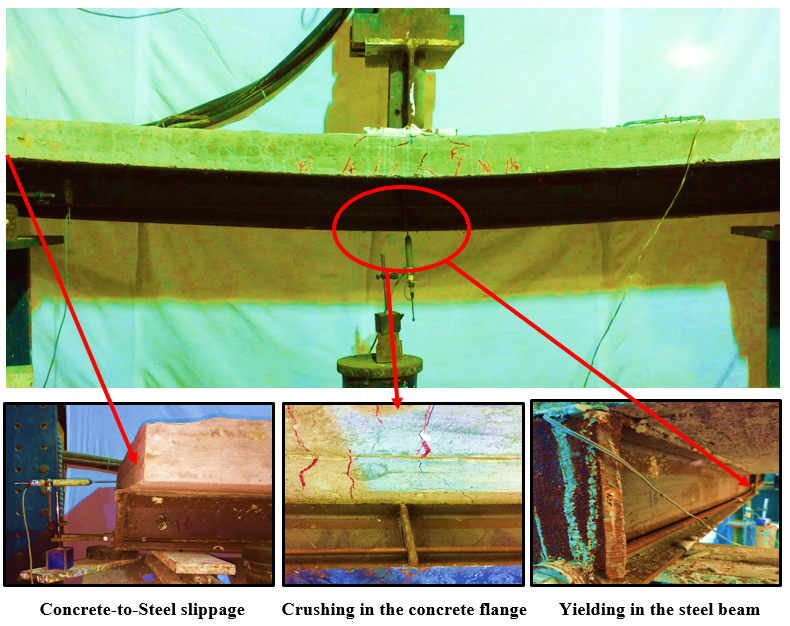 Concrete-to-Steel slippage
Crushing in the concrete flange
Yielding in the steel beam